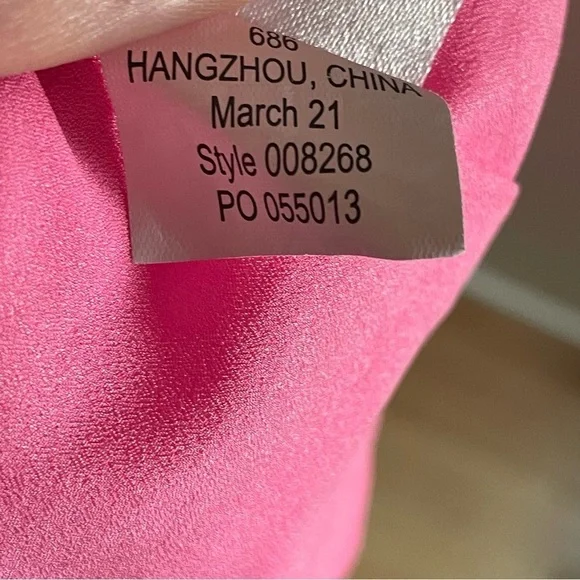 686
HANGZHOU, CHINA
March 21
Style 008268
PO 055013